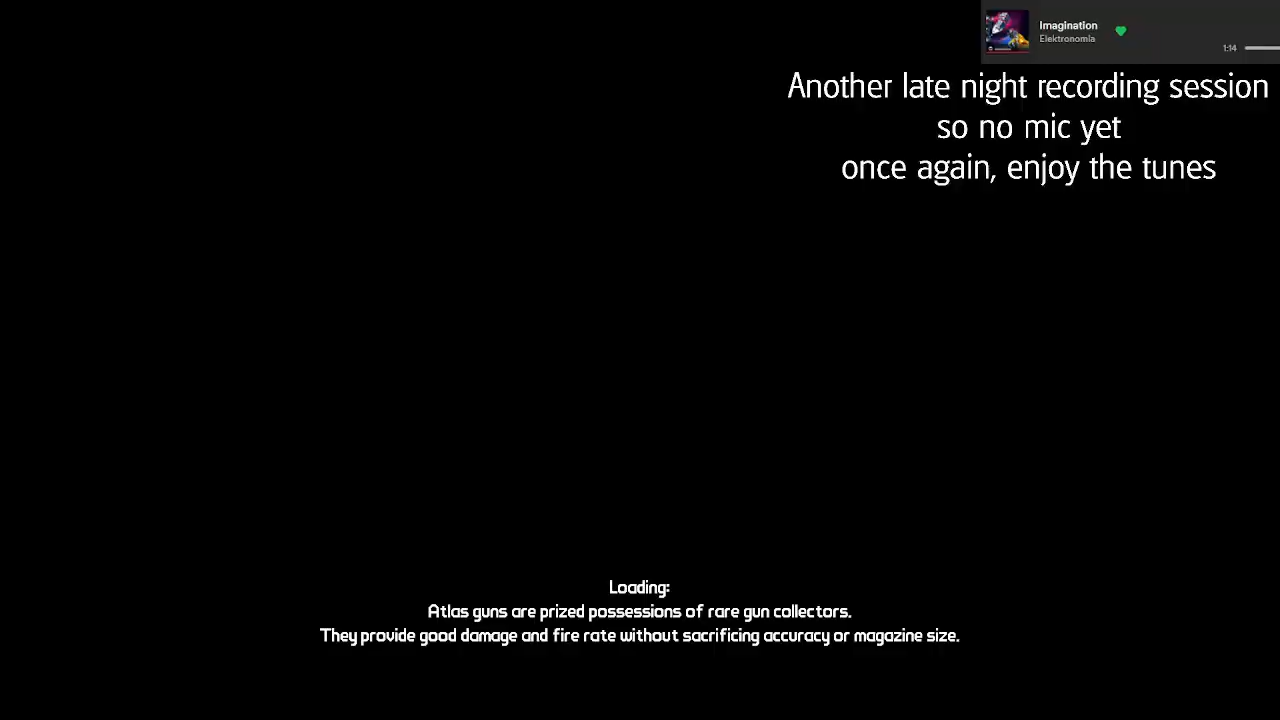 Imagination
Elektronomia
1:14
Another late night recording session
so no mic yet
once again, enjoy the tunes
Loading:
Atlas guns are prized possessions of rare gun collectors.
They provide good damage and fire rate without sacrificing accuracy or magazine size.